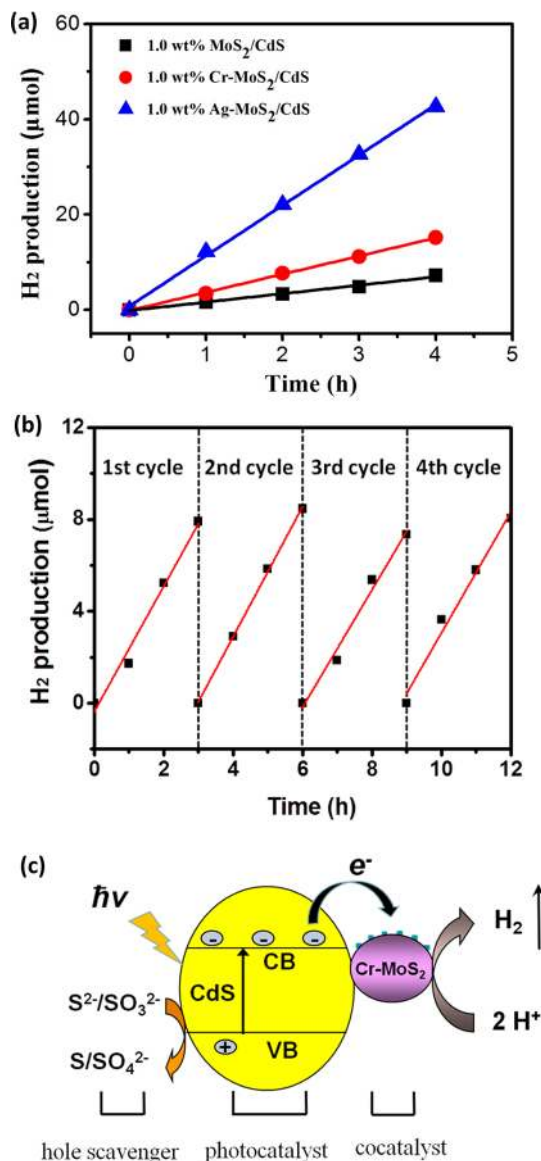 (a)
60
40
20
0
H₂ production (μmol)
1.0 wt% MoS₂/CdS
1.0 wt% Cr-MoS₂/CdS
1.0 wt% Ag-MoS₂/CdS
0 1 2 3 4 5
Time (h)
(b)
12
8
4
0
H₂ production (μmol)
1st cycle 2nd cycle 3rd cycle 4th cycle
0 2 4 6 8 10 12
Time (h)
(c)
e⁻
ħν
- - -
H₂
CB
Cr-MoS₂
CdS
S²⁻/SO₃²⁻
2 H⁺
VB
+
S/SO₄²⁻
hole scavenger photocatalyst cocatalyst